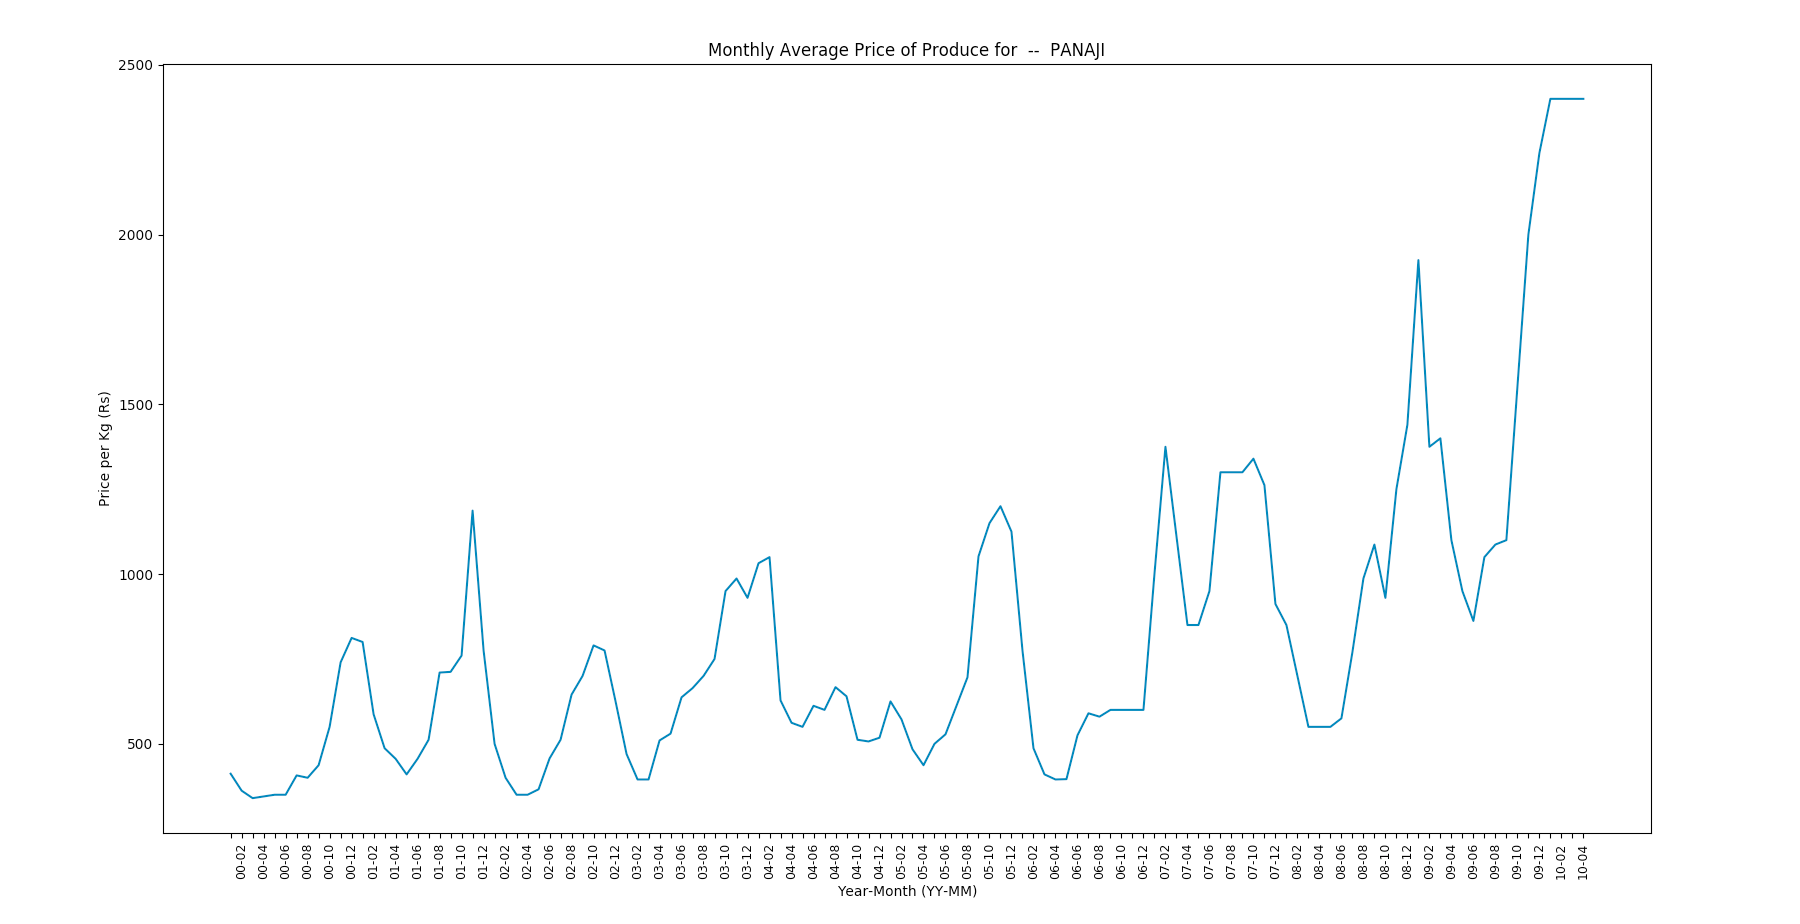 Monthly Average Price of Produce for  --  PANAJI
2500
2000
1500
1000
500
Price per Kg (Rs)
00-02 00-04 00-06 00-08 00-10 00-12 01-02 01-04 01-06 01-08 01-10 01-12 02-02 02-04 02-06 02-08 02-10 02-12 03-02 03-04 03-06 03-08 03-10 03-12 04-02 04-04 04-06 04-08 04-10 04-12 05-02 05-04 05-06 05-08 05-10 05-12 06-02 06-04 06-06 06-08 06-10 06-12 07-02 07-04 07-06 07-08 07-10 07-12 08-02 08-04 08-06 08-08 08-10 08-12 09-02 09-04 09-06 09-08 09-10 09-12 10-02 10-04
Year-Month (YY-MM)